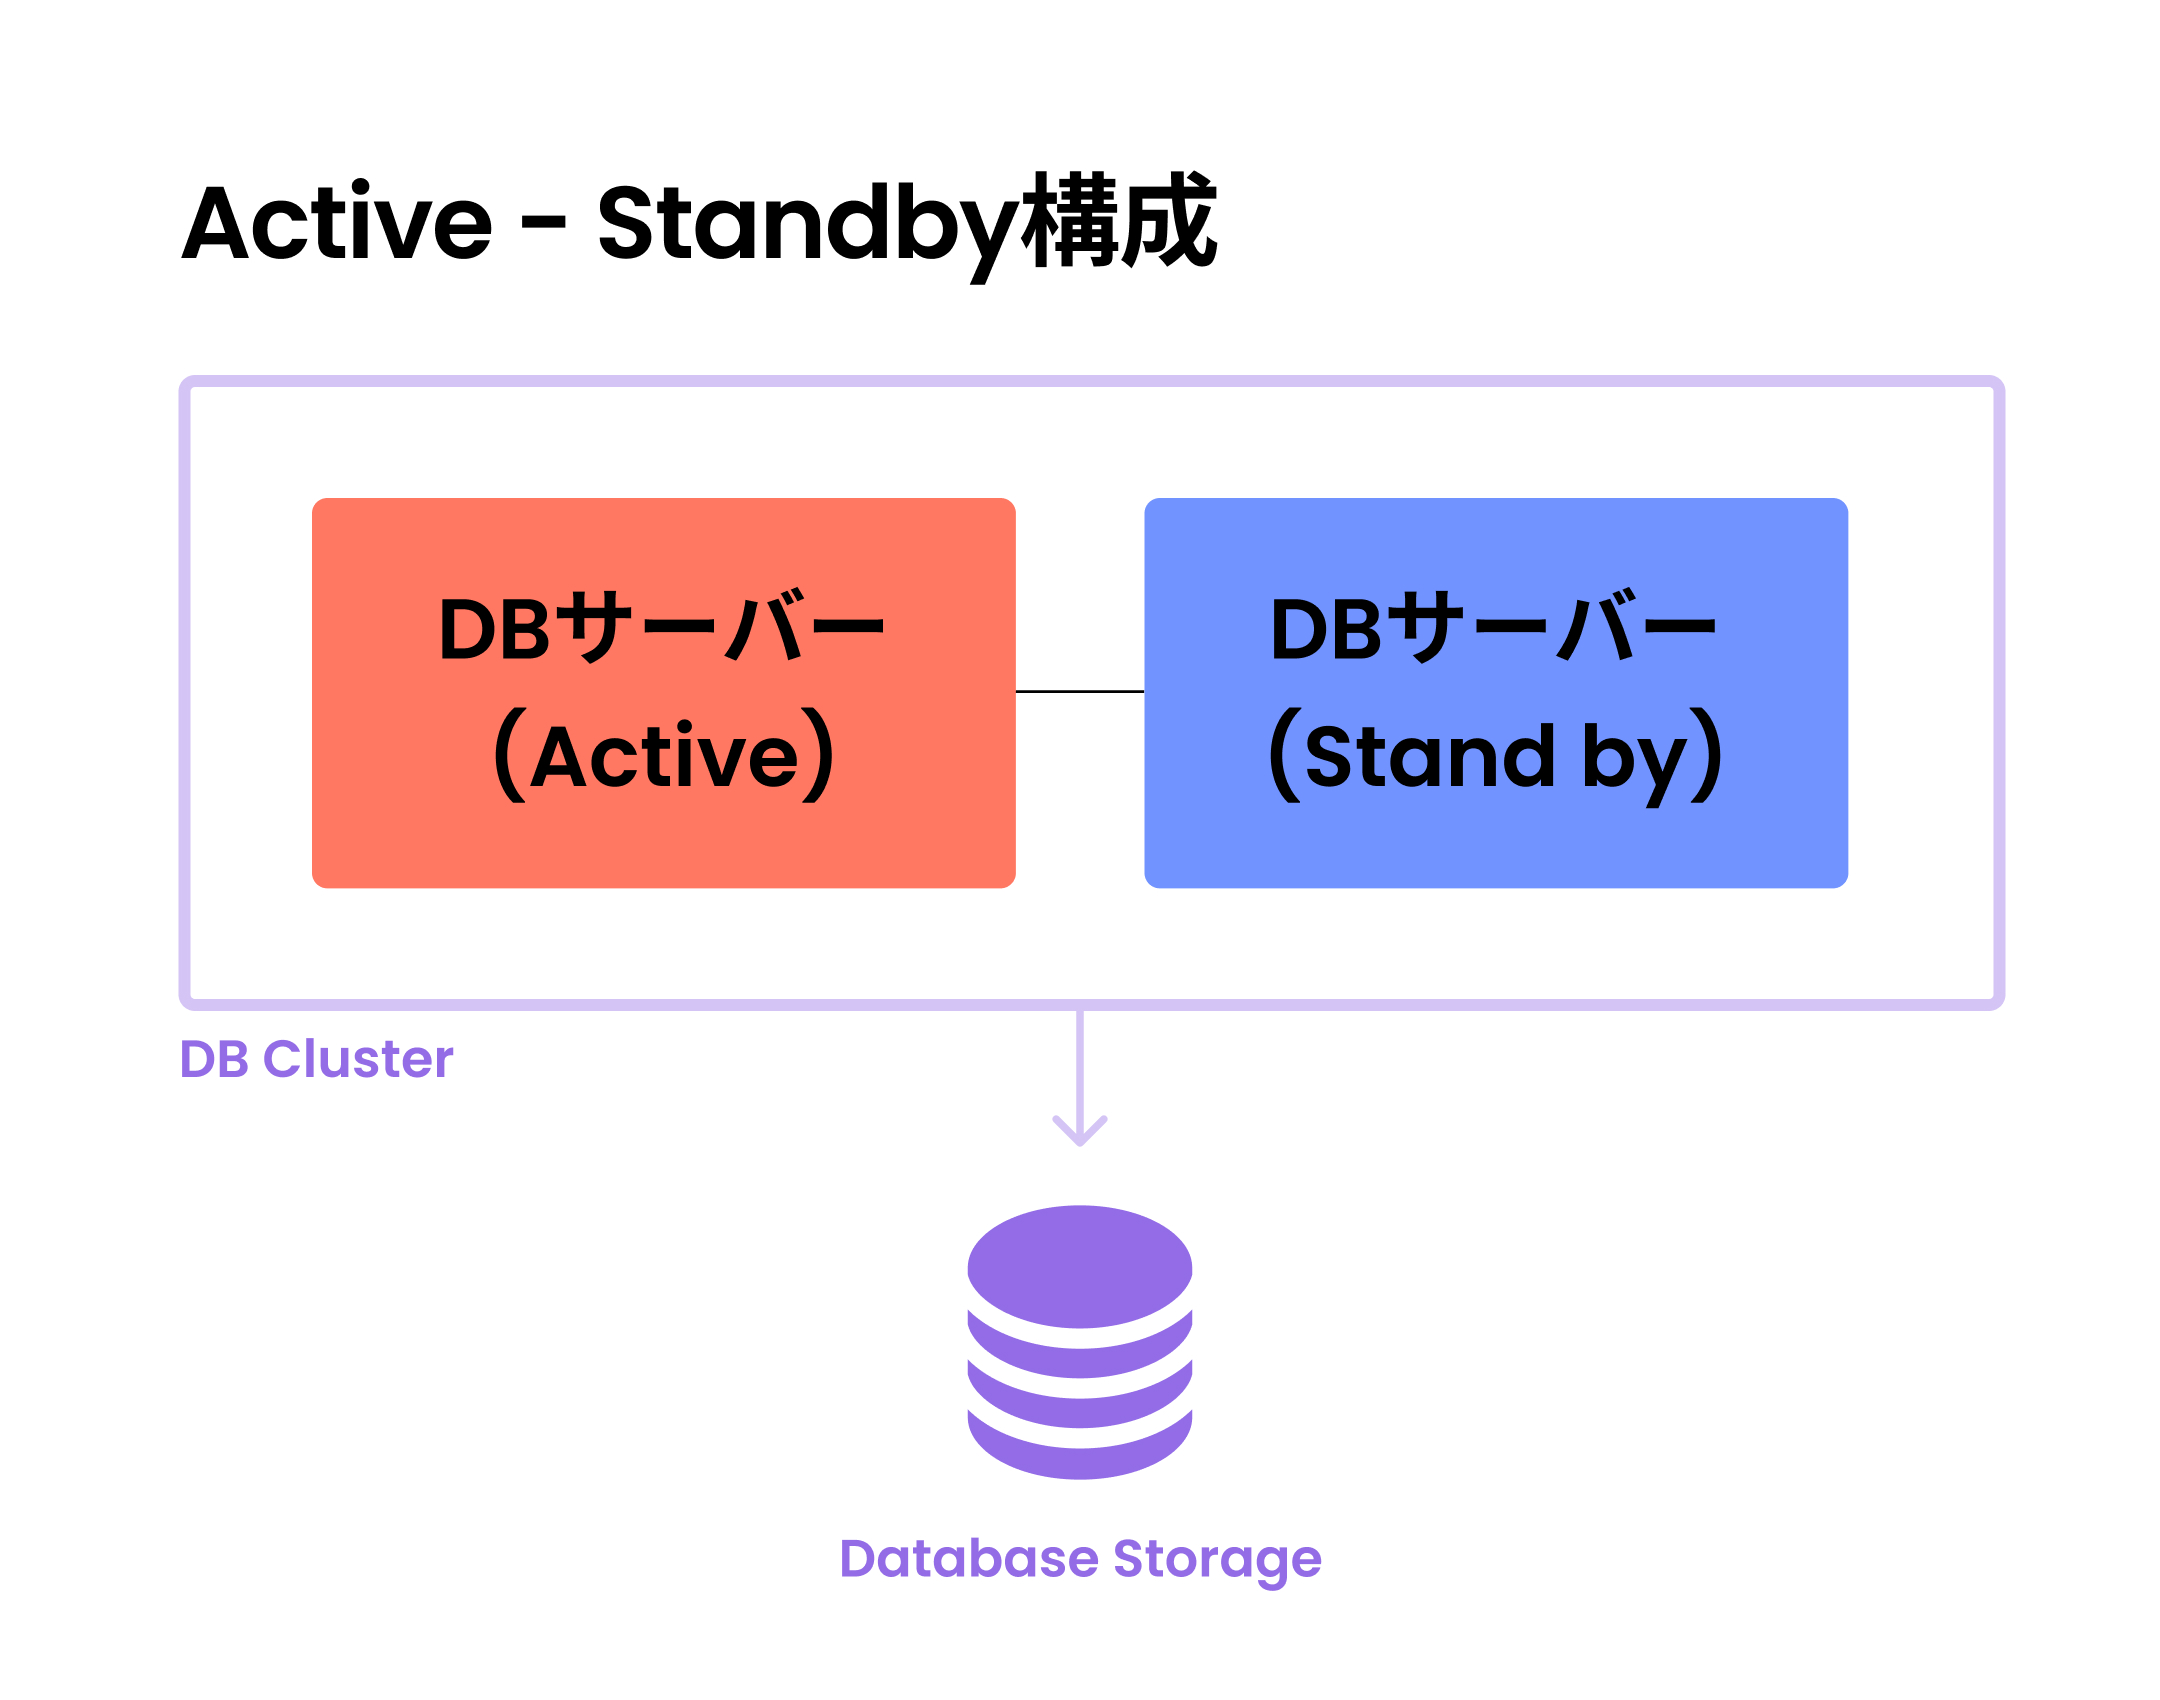 Active - Standby構成
DBサーバー
(Active)
DBサーバー
(Stand by)
DB Cluster
Database Storage